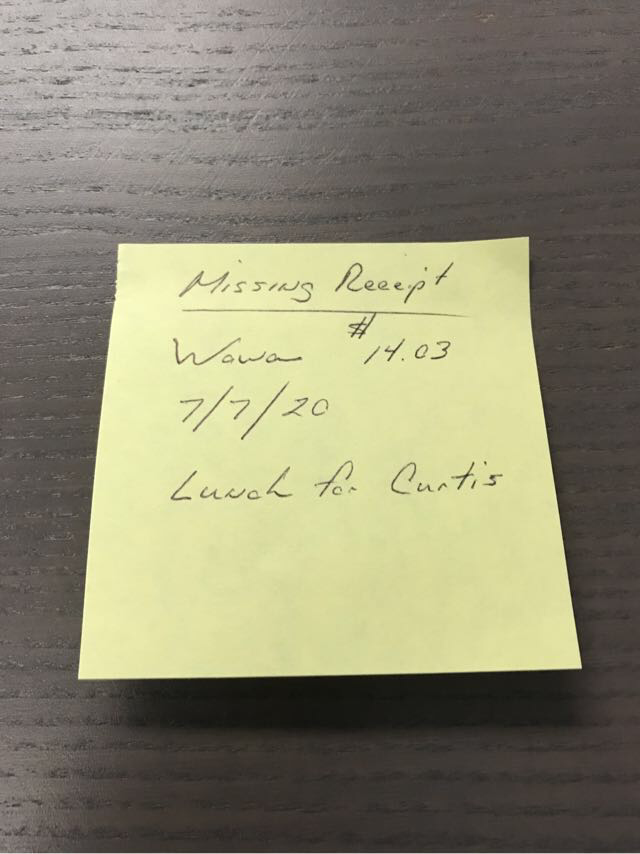 Missing Receipt
Wawa $14.03
7/7/20
Lunch for Curtis